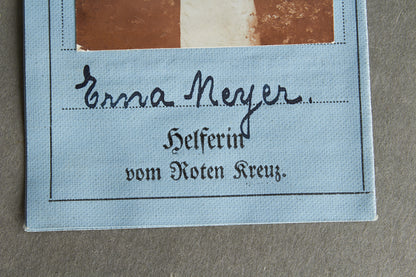 Erna Meyer.
Helferin
vom Roten Kreuz.